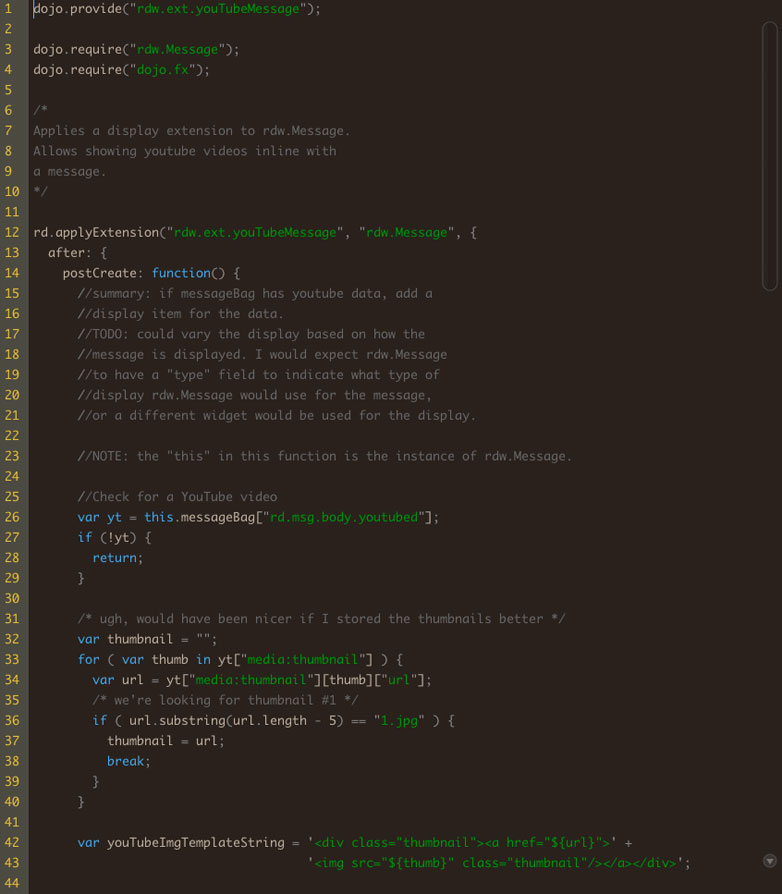 1 dojo.provide("rdw.ext.youTubeMessage");
2
3 dojo.require("rdw.Message");
4 dojo.require("dojo.fx");
5
6 /*
7 Applies a display extension to rdw.Message.
8 Allows showing youtube videos inline with
9 a message.
10 */
11
12 rd.applyExtension("rdw.ext.youTubeMessage", "rdw.Message", {
13   after: {
14     postCreate: function() {
15       //summary: if messageBag has youtube data, add a
16       //display item for the data.
17       //TODO: could vary the display based on how the
18       //message is displayed. I would expect rdw.Message
19       //to have a "type" field to indicate what type of
20       //display rdw.Message would use for the message,
21       //or a different widget would be used for the display.
22
23       //NOTE: the "this" in this function is the instance of rdw.Message.
24
25       //Check for a YouTube video
26       var yt = this.messageBag["rd.msg.body.youtubed"];
27       if (!yt) {
28         return;
29       }
30
31       /* ugh, would have been nicer if I stored the thumbnails better */
32       var thumbnail = "";
33       for ( var thumb in yt["media:thumbnail"] ) {
34         var url = yt["media:thumbnail"][thumb]["url"];
35         /* we're looking for thumbnail #1 */
36         if ( url.substring(url.length - 5) == "1.jpg" ) {
37           thumbnail = url;
38           break;
39         }
40       }
41
42       var youTubeImgTemplateString = '<div class="thumbnail"><a href="${url}">' +
43                                      '<img src="${thumb}" class="thumbnail"/></a></div>';
44